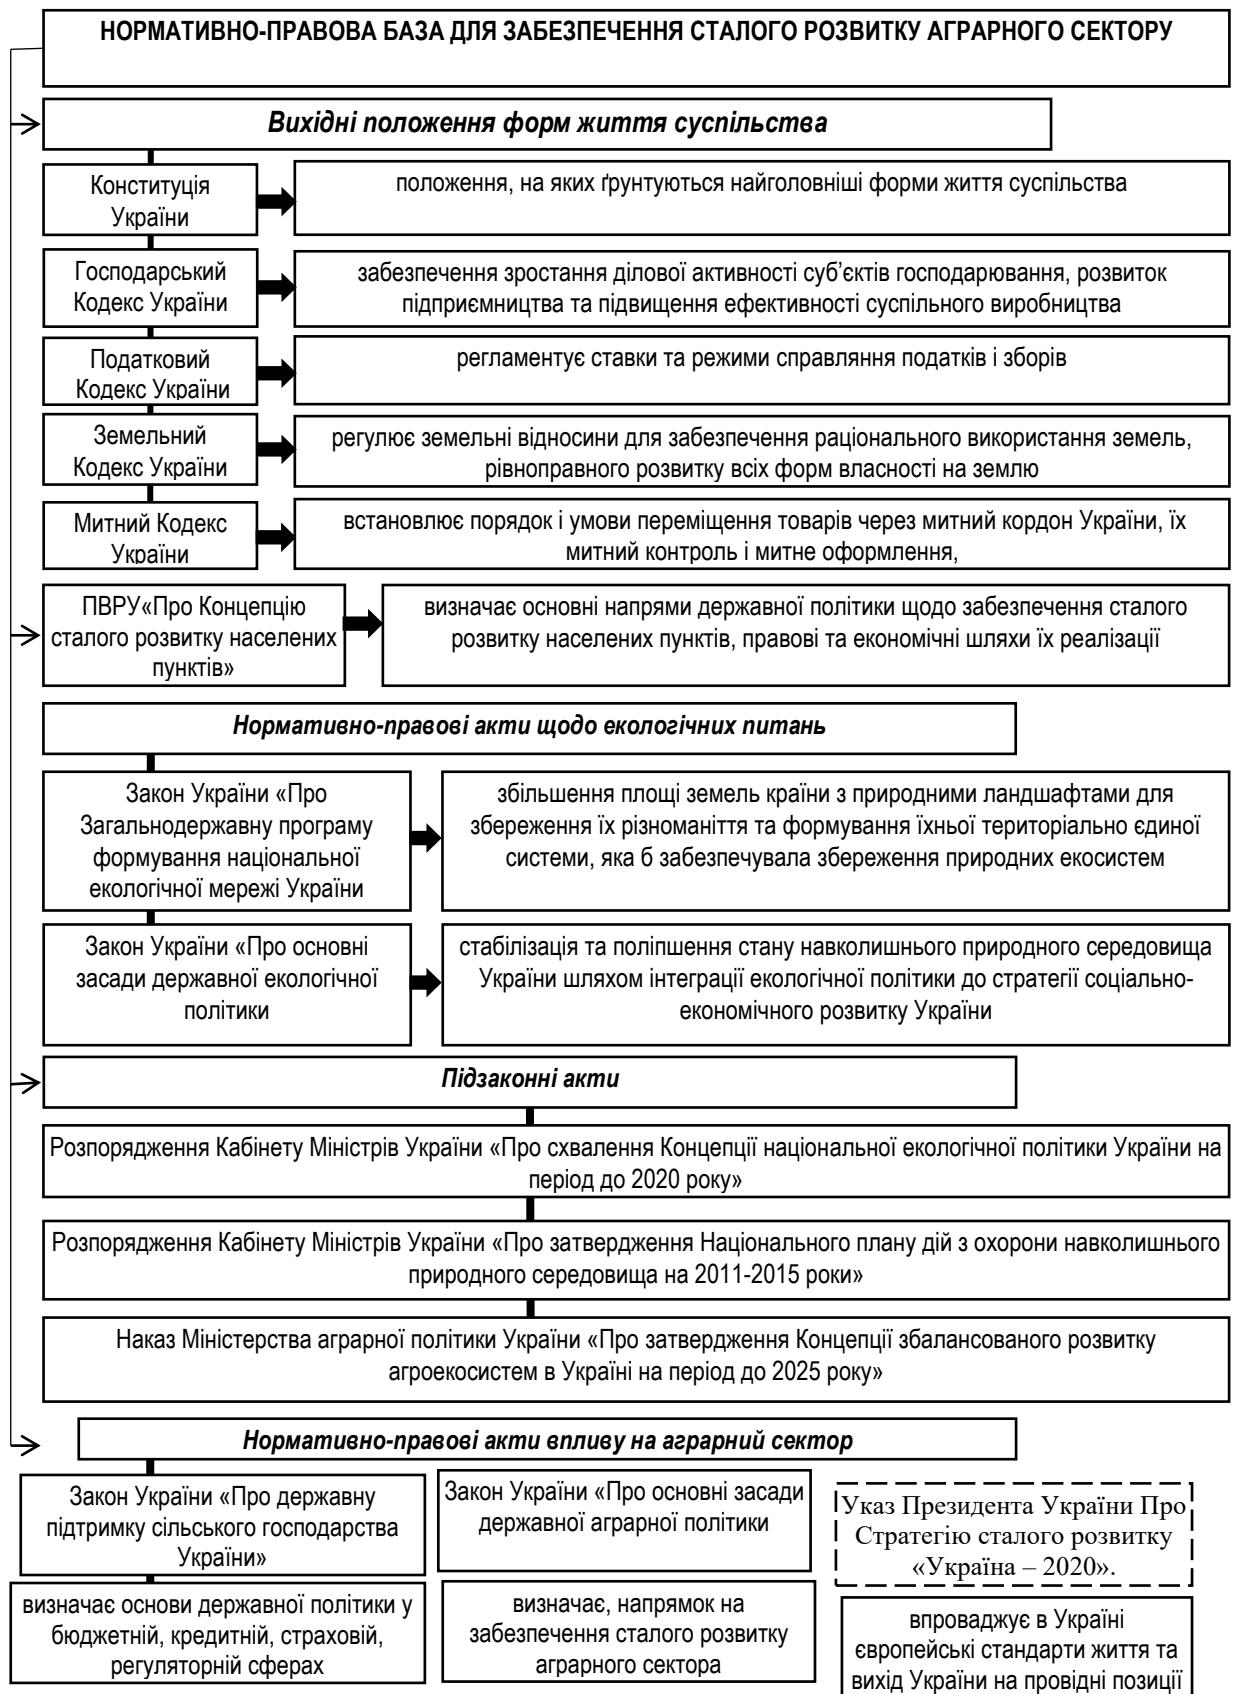 НОРМАТИВНО-ПРАВОВА БАЗА ДЛЯ ЗАБЕЗПЕЧЕННЯ СТАЛОГО РОЗВИТКУ АГРАРНОГО СЕКТОРУ
Вихідні положення форм життя суспільства
Конституція
України
положення, на яких ґрунтуються найголовніші форми життя суспільства
Господарський
Кодекс України
забезпечення зростання ділової активності суб’єктів господарювання, розвиток
підприємництва та підвищення ефективності суспільного виробництва
Податковий
Кодекс України
регламентує ставки та режими справляння податків і зборів
Земельний
Кодекс України
регулює земельні відносини для забезпечення раціонального використання земель,
рівноправного розвитку всіх форм власності на землю
Митний Кодекс
України
встановлює порядок і умови переміщення товарів через митний кордон України, їх
митний контроль і митне оформлення,
ПВРУ«Про Концепцію
сталого розвитку населених
пунктів»
визначає основні напрями державної політики щодо забезпечення сталого
розвитку населених пунктів, правові та економічні шляхи їх реалізації
Нормативно-правові акти щодо екологічних питань
Закон України «Про
Загальнодержавну програму
формування національної
екологічної мережі України
збільшення площі земель країни з природними ландшафтами для
збереження їх різноманіття та формування їхньої територіально єдиної
системи, яка б забезпечувала збереження природних екосистем
Закон України «Про основні
засади державної екологічної
політики
стабілізація та поліпшення стану навколишнього природного середовища
України шляхом інтеграції екологічної політики до стратегії соціально-
економічного розвитку України
Підзаконні акти
Розпорядження Кабінету Міністрів України «Про схвалення Концепції національної екологічної політики України на
період до 2020 року»
Розпорядження Кабінету Міністрів України «Про затвердження Національного плану дій з охорони навколишнього
природного середовища на 2011-2015 роки»
Наказ Міністерства аграрної політики України «Про затвердження Концепції збалансованого розвитку
агроекосистем в Україні на період до 2025 року»
Нормативно-правові акти впливу на аграрний сектор
Закон України «Про державну
підтримку сільського господарства
України»
визначає основи державної політики у
бюджетній, кредитній, страховій,
регуляторній сферах
Закон України «Про основні засади
державної аграрної політики
визначає, напрямок на
забезпечення сталого розвитку
аграрного сектора
Указ Президента України Про
Стратегію сталого розвитку
«Україна – 2020».
впроваджує в Україні
європейські стандарти життя та
вихід України на провідні позиції